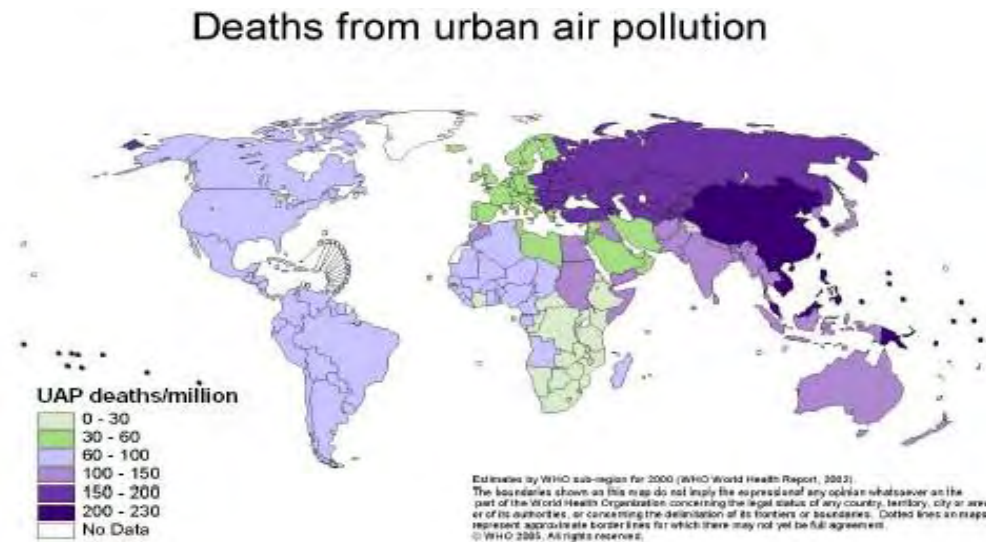 Deaths from urban air pollution
UAP deaths/million
0 - 30
30 - 60
60 - 100
100 - 150
150 - 200
200 - 230
No Data
Estimates by WHO sub-region for 2000 (WHO World Health Report, 2002).
The boundaries shown on this map do not imply the expression of any opinion whatsoever on the
part of the World Health Organization concerning the legal status of any country, territory, city or area
or of its authorities, or concerning the delimitation of its frontiers or boundaries. Dotted lines on maps
represent approximate border lines for which there may not yet be full agreement.
© WHO 2005. All rights reserved.